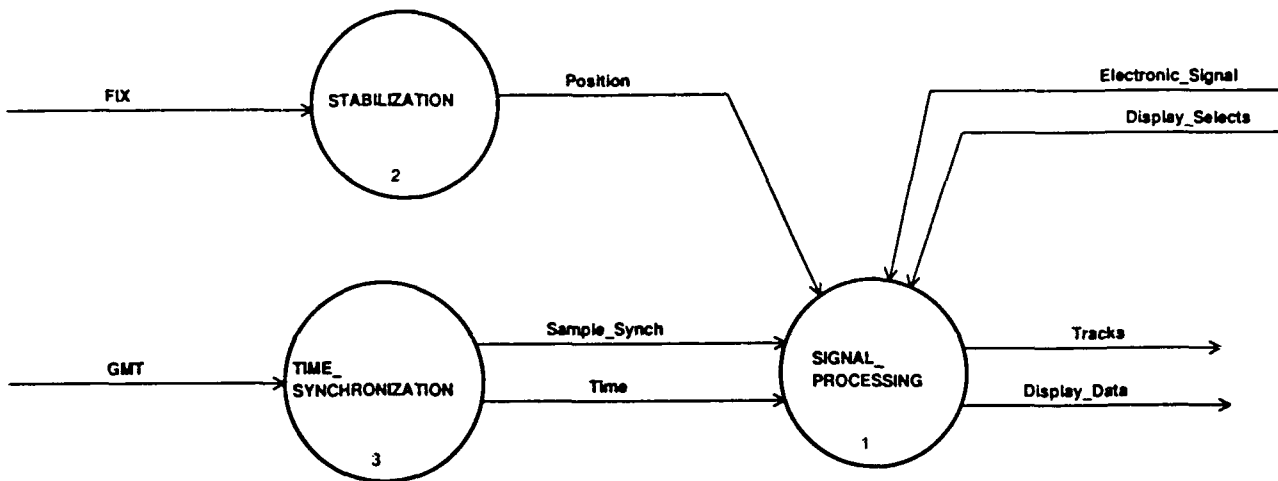 FIX
STABILIZATION
2
Position
Electronic_Signal
Display_Selects
GMT
TIME_
SYNCHRONIZATION
3
Sample_Synch
Time
SIGNAL_
PROCESSING
1
Tracks
Display_Data